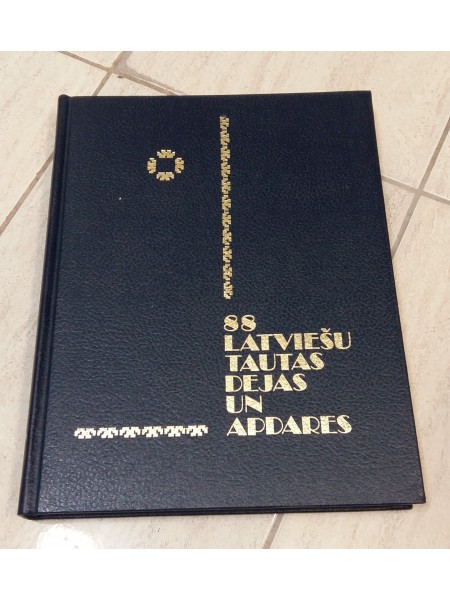 88
LATVIEŠU
TAUTAS
DEJAS
UN
APDARES